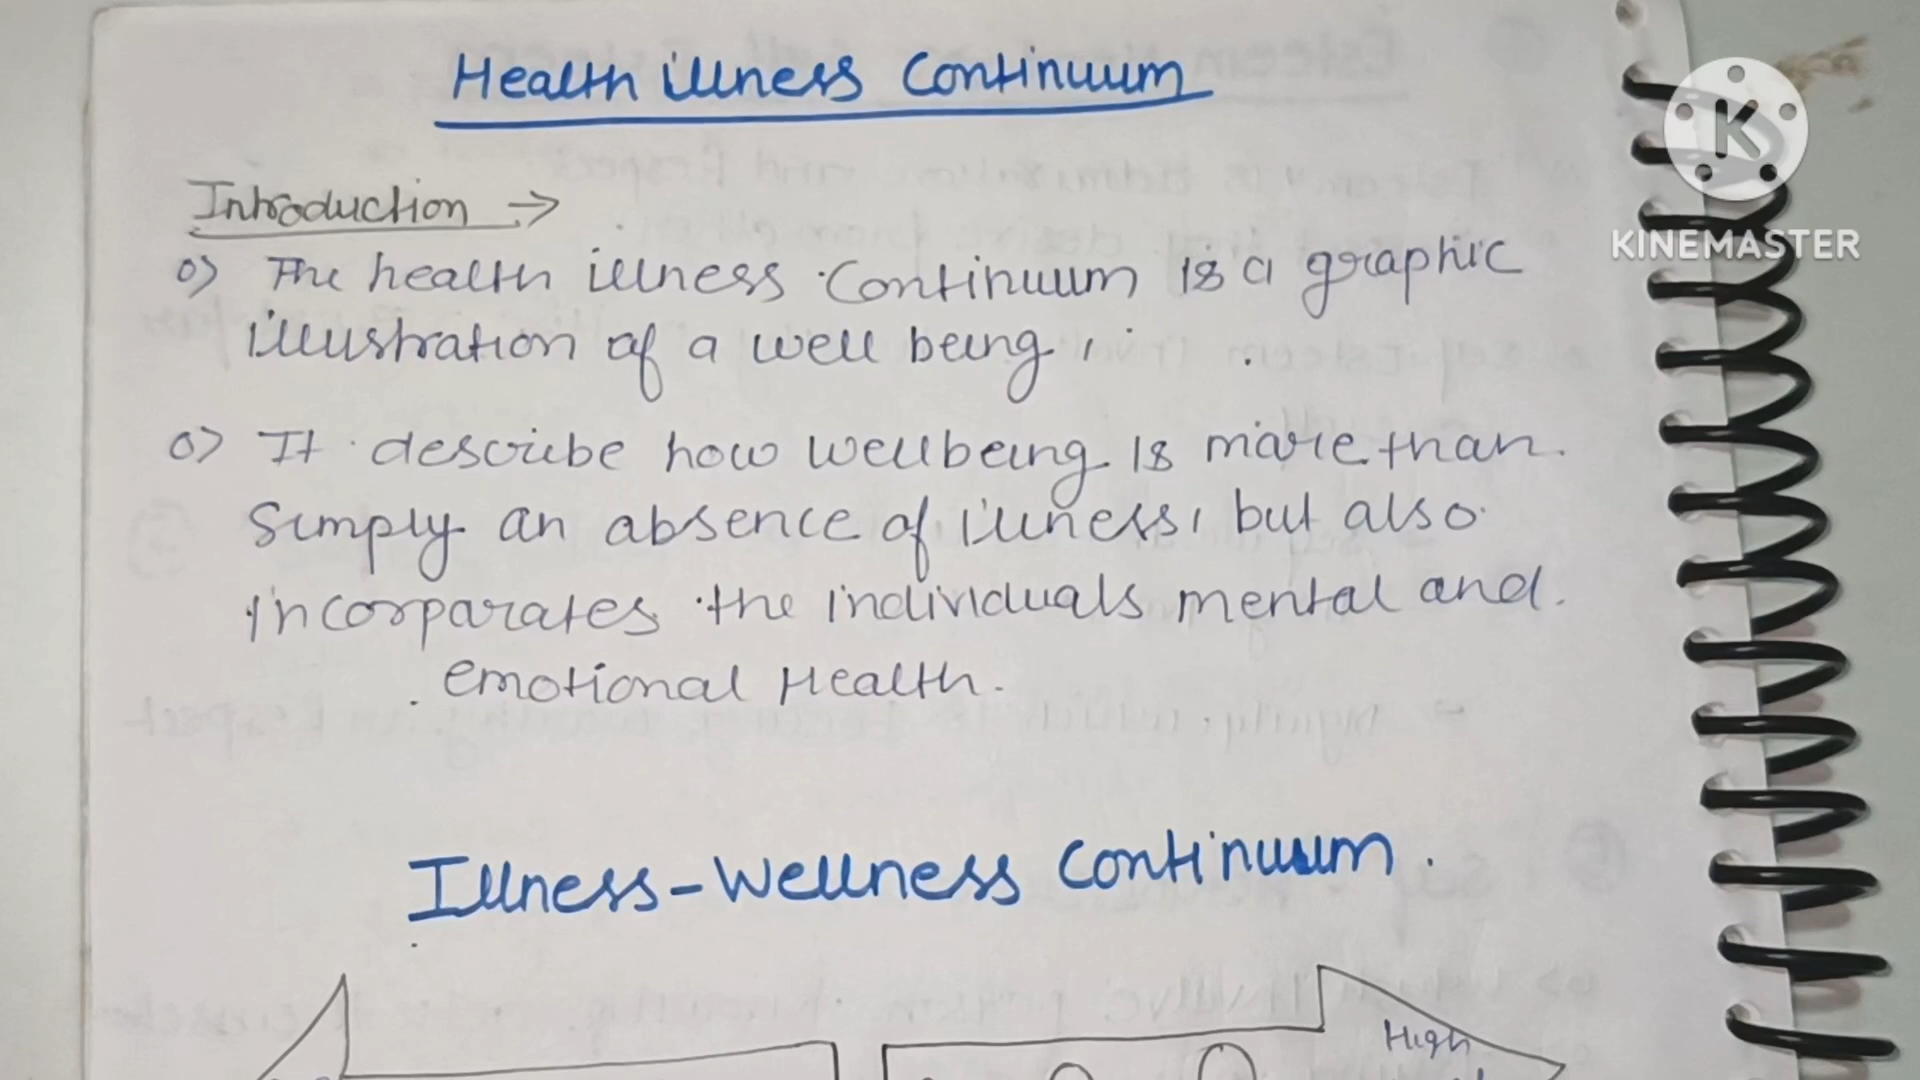 Health illness Continuum
K
KINEMASTER
Introduction →
o> The health illness Continuum is a graphic
illustration of a well being,
o> It describe how wellbeing is more than
simply an absence of illness, but also
incorporates the individuals mental and
emotional Health.
Illness-Wellness Continuum.
High